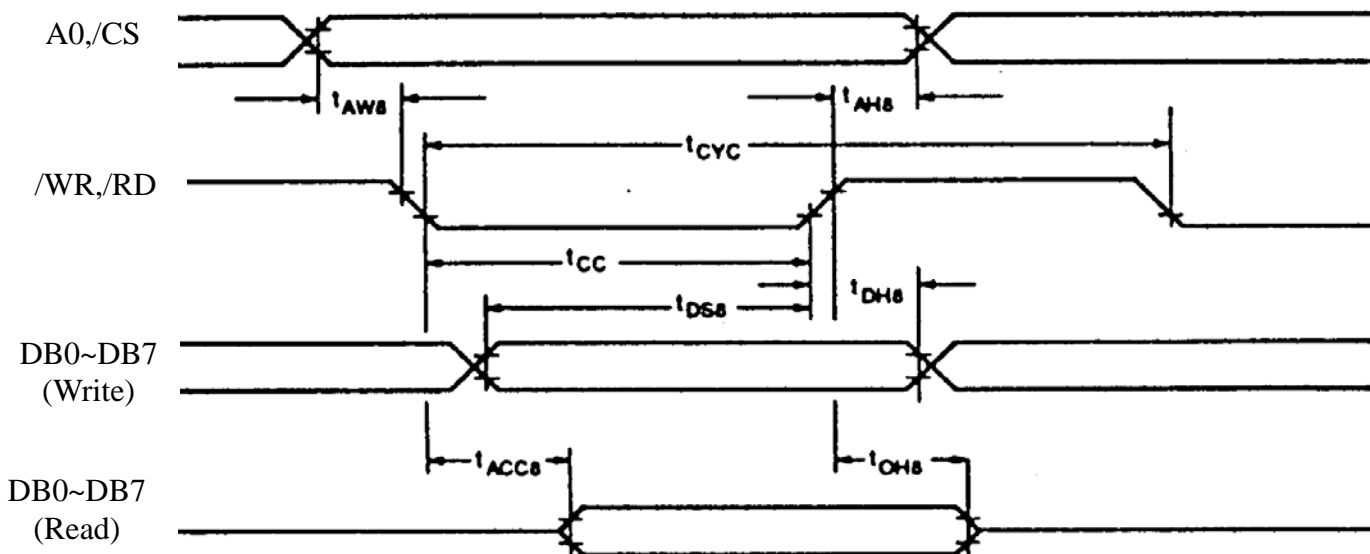 A0,/CS
tAW8
tAH8
tCYC
/WR,/RD
tCC
tDH8
tDS8
DB0~DB7
(Write)
tACC8
tOH8
DB0~DB7
(Read)